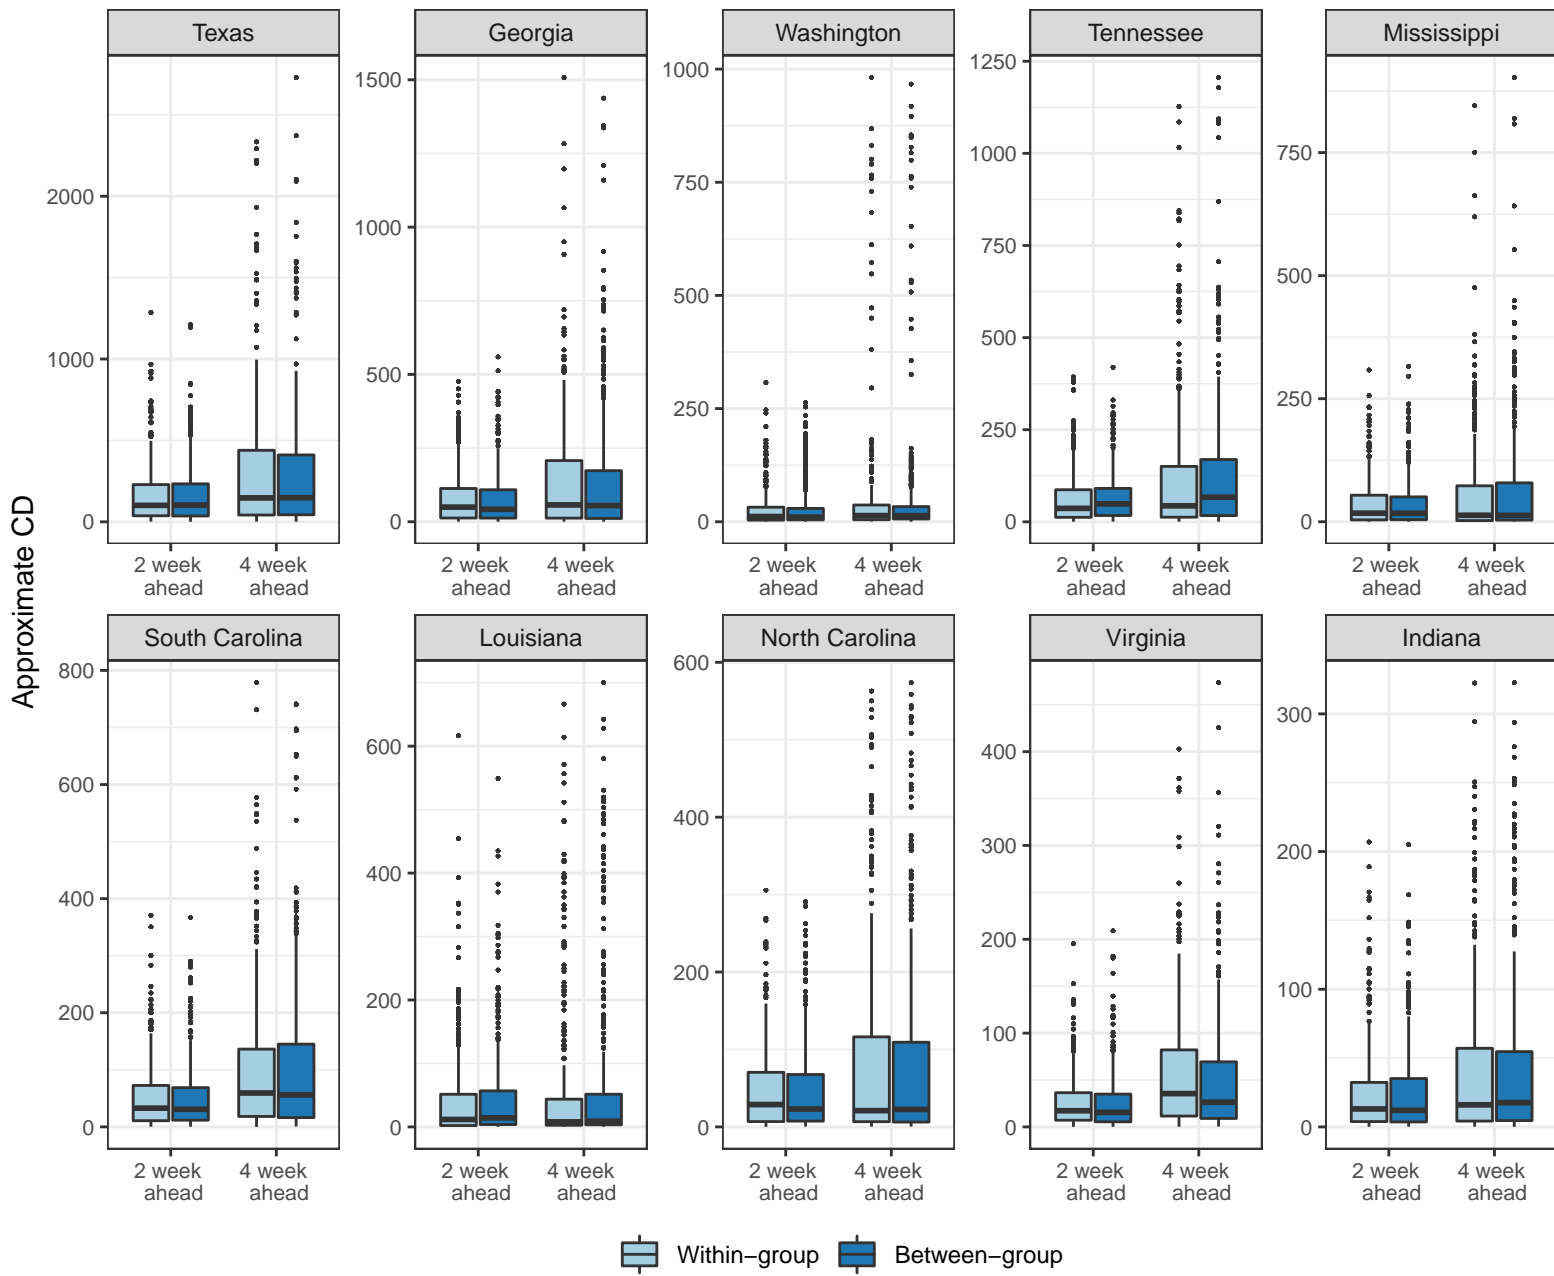 Texas
Georgia
Washington
Tennessee
Mississippi
2000
1000
0
1500
1000
500
0
1000
750
500
250
0
1250
1000
750
500
250
0
750
500
250
0
2 week
ahead
4 week
ahead
2 week
ahead
4 week
ahead
2 week
ahead
4 week
ahead
2 week
ahead
4 week
ahead
2 week
ahead
4 week
ahead
Approximate CD
South Carolina
Louisiana
North Carolina
Virginia
Indiana
800
600
400
200
0
600
400
200
0
600
400
200
0
400
300
200
100
0
300
200
100
0
2 week
ahead
4 week
ahead
2 week
ahead
4 week
ahead
2 week
ahead
4 week
ahead
2 week
ahead
4 week
ahead
2 week
ahead
4 week
ahead
Within−group
Between−group